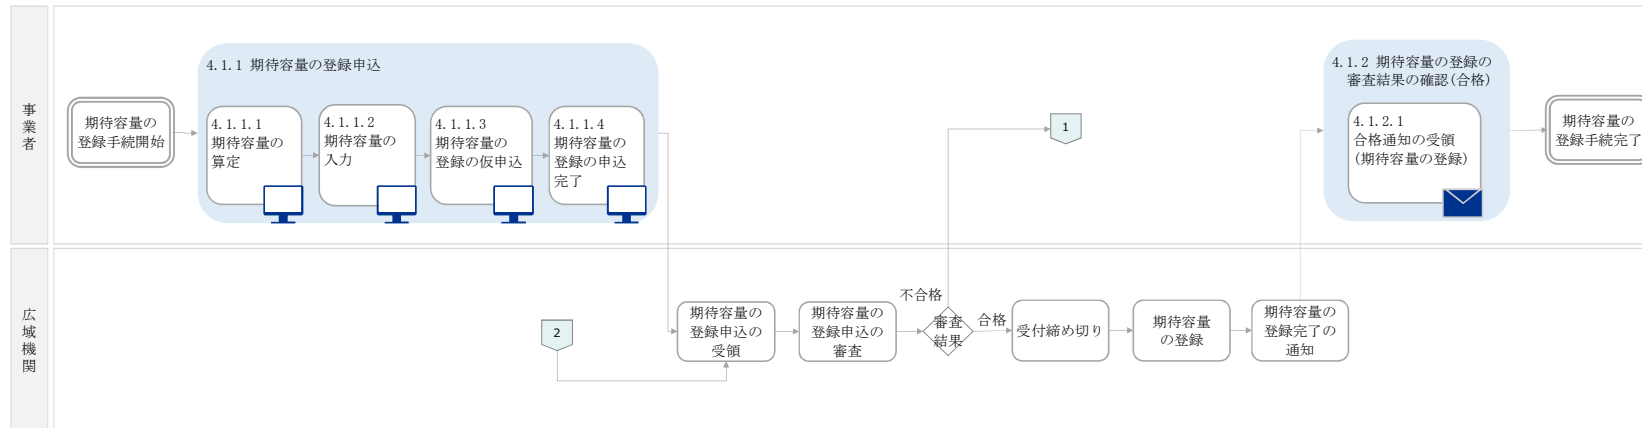 事業者
期待容量の
登録手続開始
4.1.1 期待容量の登録申込
4.1.1.1
期待容量の
算定
4.1.1.2
期待容量の
入力
4.1.1.3
期待容量の
登録の仮申込
4.1.1.4
期待容量の
登録の申込
完了
1
4.1.2 期待容量の登録の
審査結果の確認(合格)
4.1.2.1
合格通知の受領
(期待容量の登録)
期待容量の
登録手続完了
広域機関
2
期待容量の
登録申込の
受領
期待容量の
登録申込の
審査
不合格
審査
結果
合格
受付締め切り
期待容量
の登録
期待容量の
登録完了の
通知